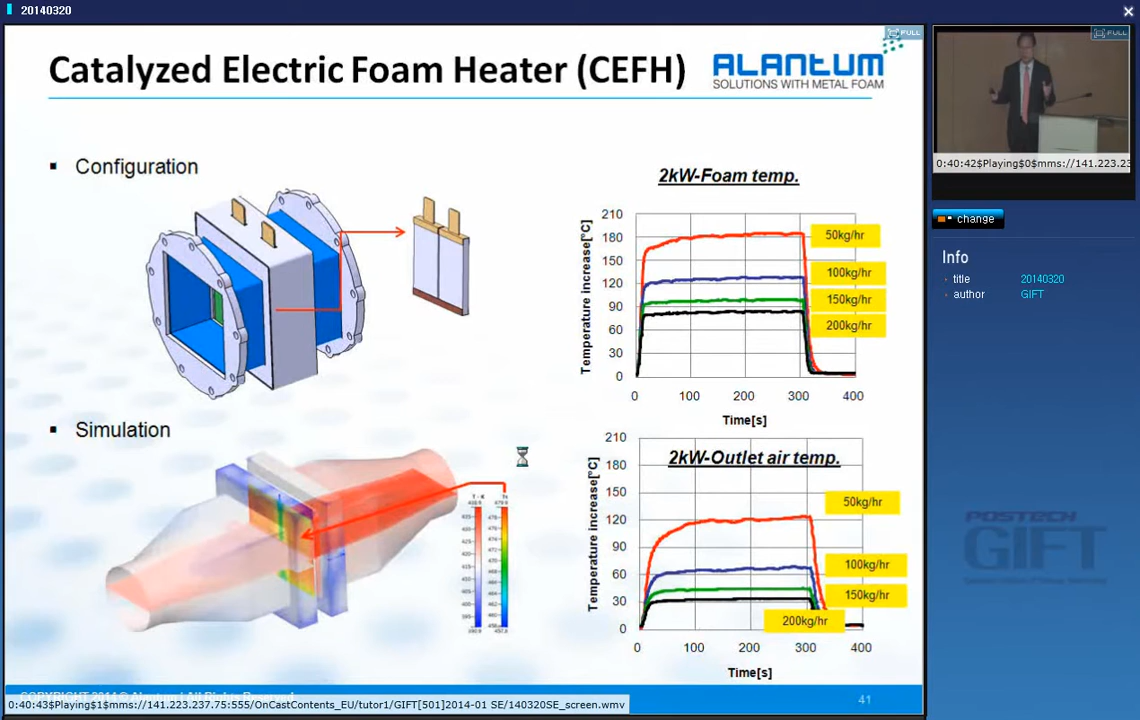 20140320
Catalyzed Electric Foam Heater (CEFH)
ALANTUM
SOLUTIONS WITH METAL FOAM
FULL
▪ Configuration
2kW-Foam temp.
Temperature increase[°C]
210
180
150
120
90
60
30
0
50kg/hr
100kg/hr
150kg/hr
200kg/hr
0 100 200 300 400
Time[s]
▪ Simulation
2kW-Outlet air temp.
Temperature increase[°C]
210
180
150
120
90
60
30
0
50kg/hr
100kg/hr
150kg/hr
200kg/hr
0 100 200 300 400
Time[s]
COPYRIGHT 2014 © Alantum | All Rights Reserved
41
0:40:43$Playing$1$mms://141.223.237.75:555/OnCastContents_EU/tutor1/GIFT[501]2014-01 SE/140320SE_screen.wmv
FULL
0:40:42$Playing$0$mms://141.223.23
change
Info
title 20140320
author GIFT
POSTECH
GIFT